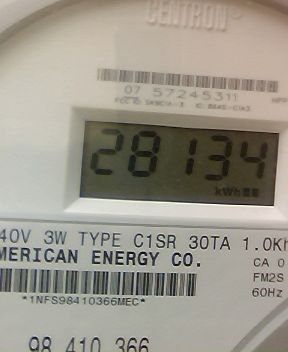 CENTRON®
07 57245311
28134
kWh
40V 3W TYPE C1SR 30TA 1.0Kh
MERICAN ENERGY CO.
CA 0
FM2S
*1NFS98410366MEC*
60Hz
98 410 366